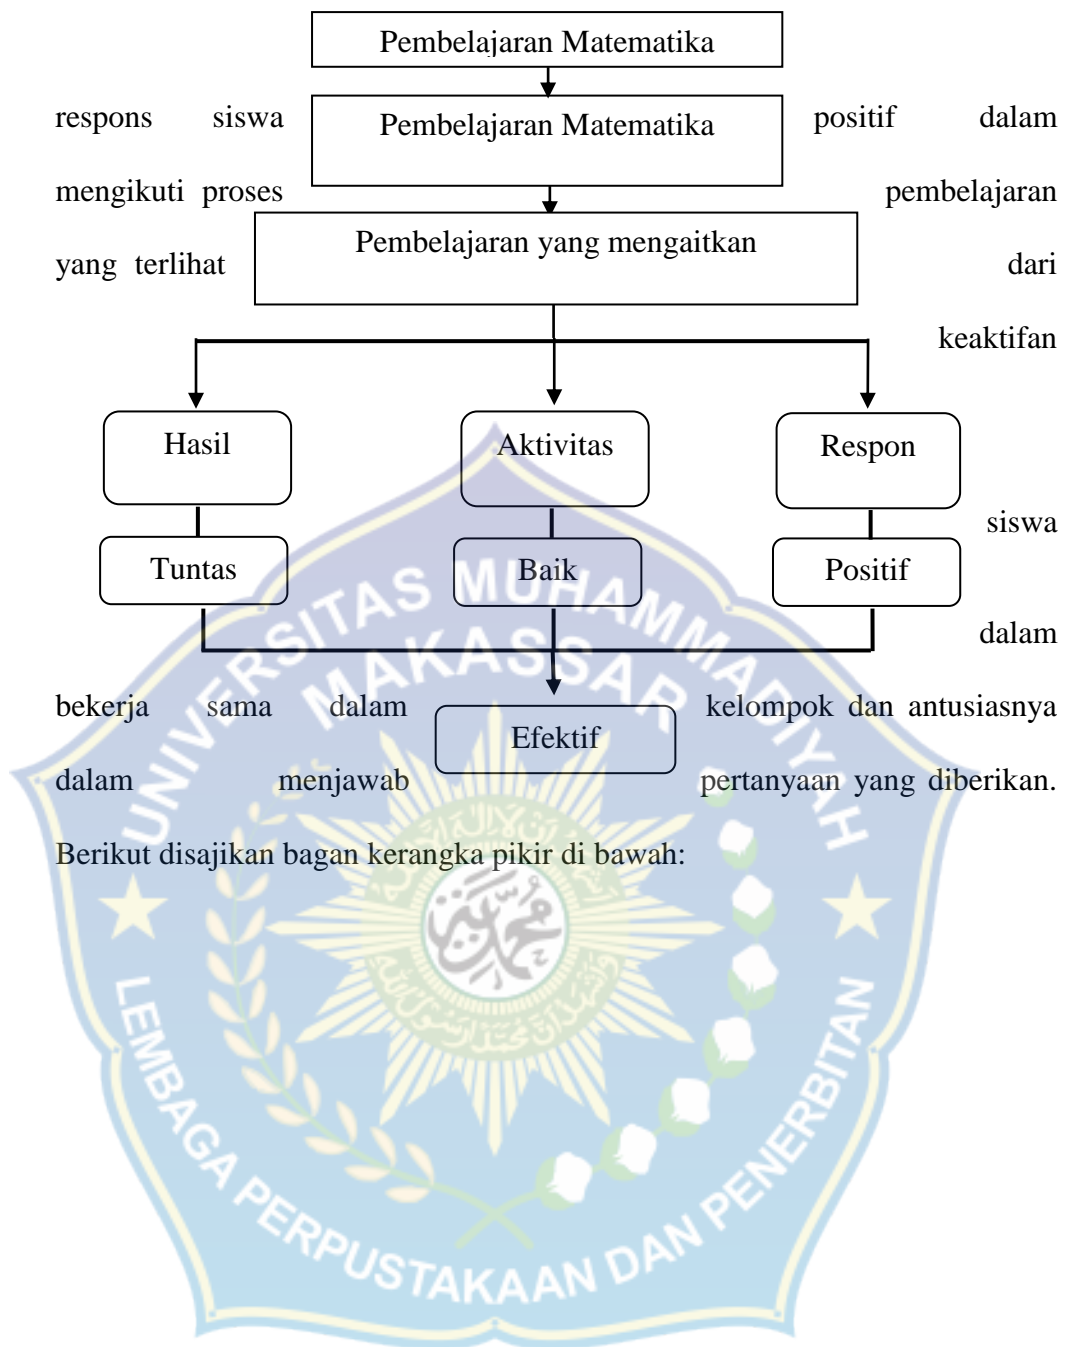 Pembelajaran Matematika
respons siswa Pembelajaran Matematika positif dalam
mengikuti proses pembelajaran
yang terlihat Pembelajaran yang mengaitkan dari
keaktifan
Hasil Aktivitas Respon
siswa
Tuntas Baik Positif
dalam
bekerja sama dalam kelompok dan antusiasnya
Efektif
dalam menjawab pertanyaan yang diberikan.
Berikut disajikan bagan kerangka pikir di bawah:
UNIVERSITAS MUHAMMADIYAH
MAKASSAR
LEMBAGA PERPUSTAKAAN DAN PENERBITAN